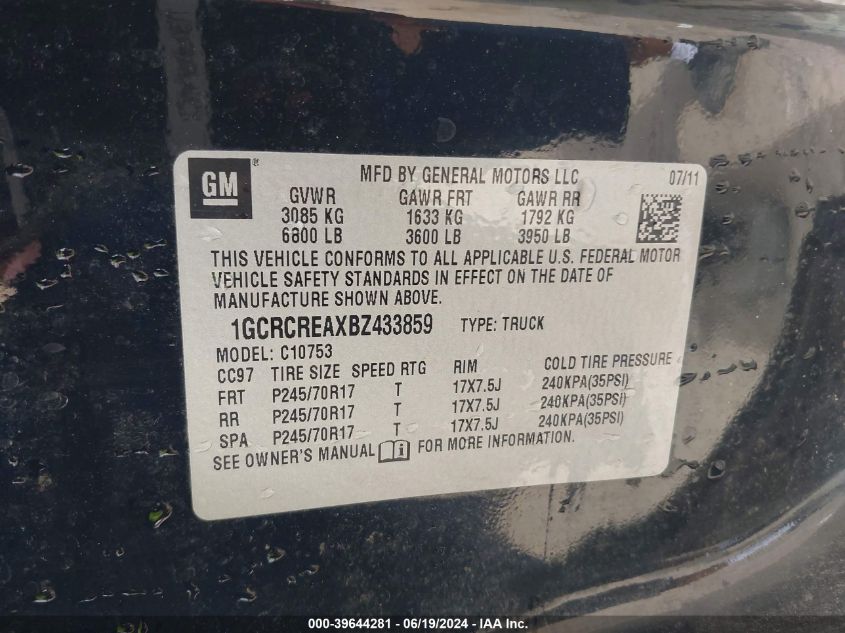 GM ® MFD BY GENERAL MOTORS LLC 07/11
GVWR GAWR FRT GAWR RR
3085 KG 1633 KG 1792 KG
6800 LB 3600 LB 3950 LB
THIS VEHICLE CONFORMS TO ALL APPLICABLE U.S. FEDERAL MOTOR
VEHICLE SAFETY STANDARDS IN EFFECT ON THE DATE OF
MANUFACTURE SHOWN ABOVE.
1GCRCREAXBZ433859 TYPE: TRUCK
MODEL: C10753
CC97 TIRE SIZE SPEED RTG RIM COLD TIRE PRESSURE
FRT P245/70R17 T 17X7.5J 240KPA(35PSI)
RR P245/70R17 T 17X7.5J 240KPA(35PSI)
SPA P245/70R17 T 17X7.5J 240KPA(35PSI)
SEE OWNER'S MANUAL i FOR MORE INFORMATION.
000-39644281 - 06/19/2024 - IAA Inc.